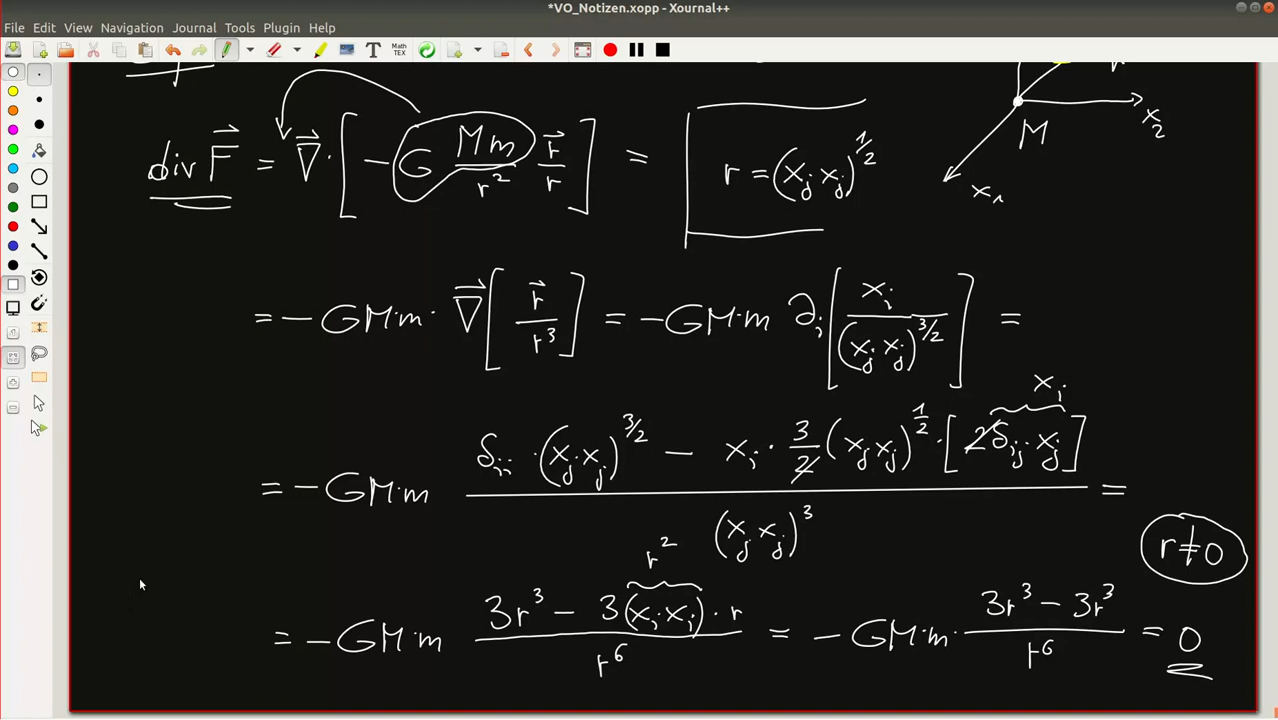 *VO_Notizen.xopp - Xournal++
File Edit View Navigation Journal Tools Plugin Help
T Math TEX
x₂
M
x₁
div F⃗ = ∇⃗ · [ − G Mm/r² r⃗/r ] =
r = (xⱼ xⱼ)^{1/2}
= − GM·m · ∇⃗ [ r⃗/r³ ] = − GM·m ∂ᵢ [ xᵢ/(xⱼ xⱼ)^{3/2} ] =
xᵢ
= − GM·m (δᵢᵢ · (xⱼ xⱼ)^{3/2} − xᵢ · 3/2 (xⱼ xⱼ)^{1/2} · [2δᵢⱼ xⱼ])/(xⱼ xⱼ)³ =
r²
r ≠ 0
= − GM·m (3r³ − 3(xᵢ xᵢ) · r)/r⁶ = − GM·m · (3r³ − 3r³)/r⁶ = 0